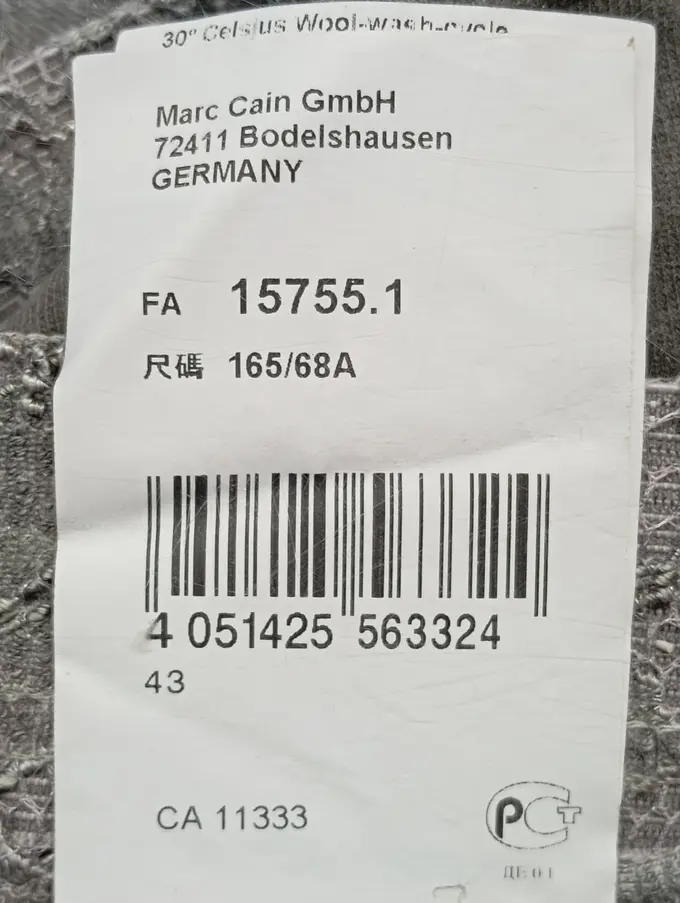 30° Celsius Wool-wash-cycle
Marc Cain GmbH
72411 Bodelshausen
GERMANY
FA 15755.1
尺碼 165/68A
4 051425 563324
43
CA 11333
РСТ